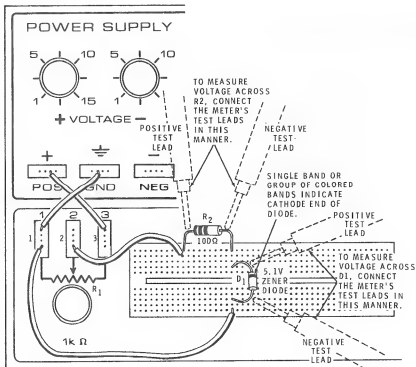 POWER SUPPLY
5 10
5 10
1 15
1 15
+ VOLTAGE -
+ ⏚ -
POS GND NEG
TO MEASURE
VOLTAGE ACROSS
R2, CONNECT
THE METER'S
TEST LEADS
IN THIS
MANNER.
POSITIVE
TEST
LEAD
NEGATIVE
TEST
LEAD
SINGLE BAND OR
GROUP OF COLORED
BANDS INDICATE
CATHODE END OF
DIODE.
POSITIVE
TEST
LEAD
R2
100Ω
1 2 3
1 2 3
R1
1k Ω
D1
5.1V
ZENER
DIODE
TO MEASURE
VOLTAGE ACROSS
D1, CONNECT
THE METER'S
TEST LEADS IN
THIS MANNER.
NEGATIVE
TEST
LEAD